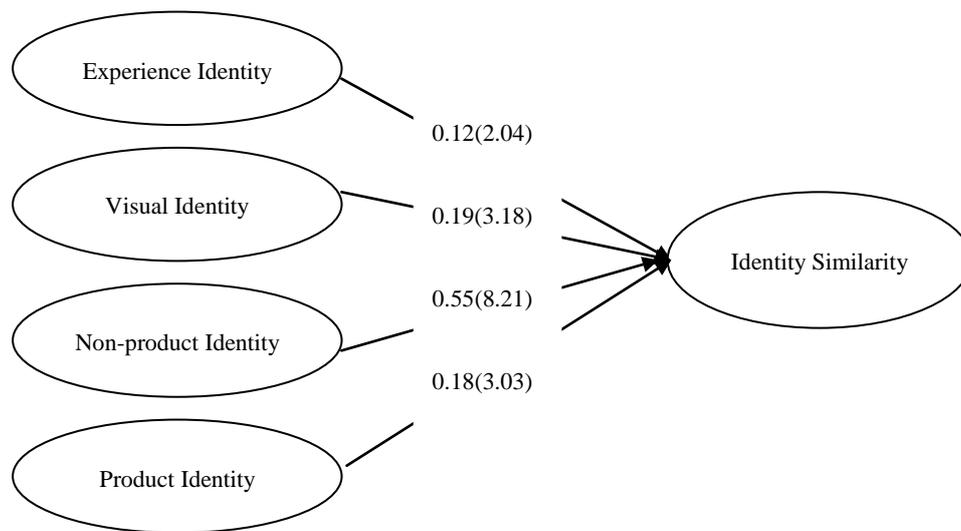 Experience Identity
0.12(2.04)
Visual Identity
0.19(3.18)
Identity Similarity
0.55(8.21)
Non-product Identity
0.18(3.03)
Product Identity